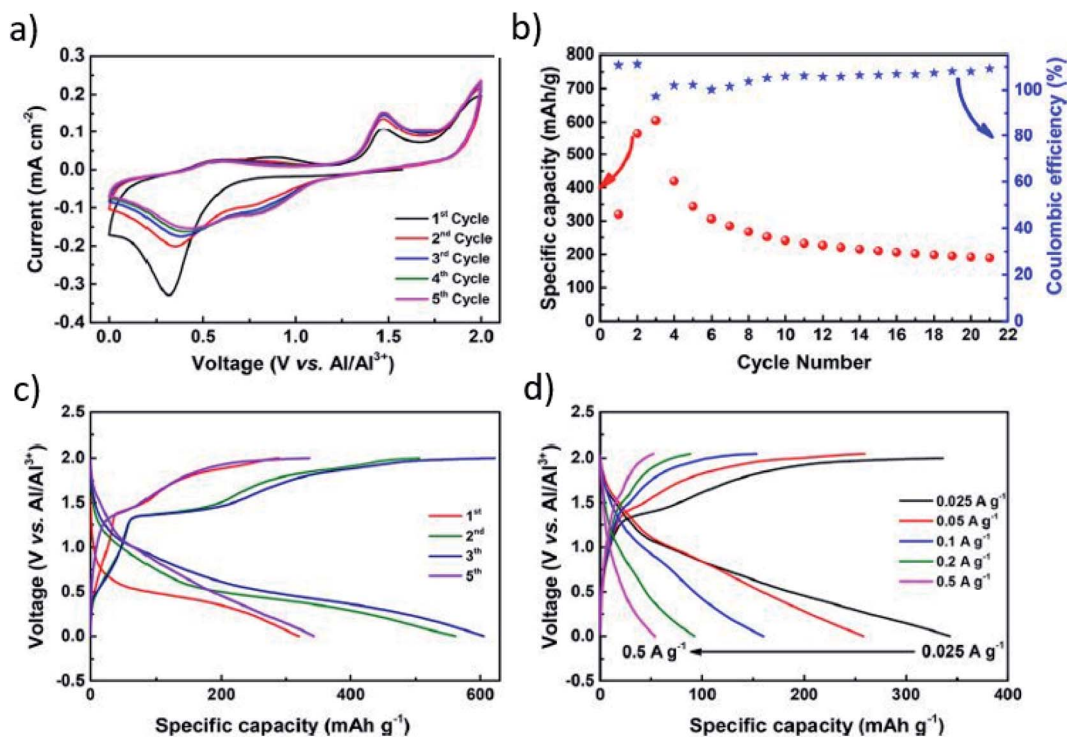 a)
Current (mA cm⁻²)
0.3
0.2
0.1
0.0
-0.1
-0.2
-0.3
-0.4
0.0 0.5 1.0 1.5 2.0
Voltage (V vs. Al/Al³⁺)
1ˢᵗ Cycle
2ⁿᵈ Cycle
3ʳᵈ Cycle
4ᵗʰ Cycle
5ᵗʰ Cycle
b)
Specific capacity (mAh/g)
800
700
600
500
400
300
200
100
0
0 2 4 6 8 10 12 14 16 18 20 22
Cycle Number
100
80
60
40
20
0
Coulombic efficiency (%)
c)
Voltage (V vs. Al/Al³⁺)
2.5
2.0
1.5
1.0
0.5
0.0
-0.5
0 200 400 600
Specific capacity (mAh g⁻¹)
1ˢᵗ
2ⁿᵈ
3ᵗʰ
5ᵗʰ
d)
Voltage (V vs. Al/Al³⁺)
2.5
2.0
1.5
1.0
0.5
0.0
-0.5
0 100 200 300 400
Specific capacity (mAh g⁻¹)
0.025 A g⁻¹
0.05 A g⁻¹
0.1 A g⁻¹
0.2 A g⁻¹
0.5 A g⁻¹
0.5 A g⁻¹ 0.025 A g⁻¹